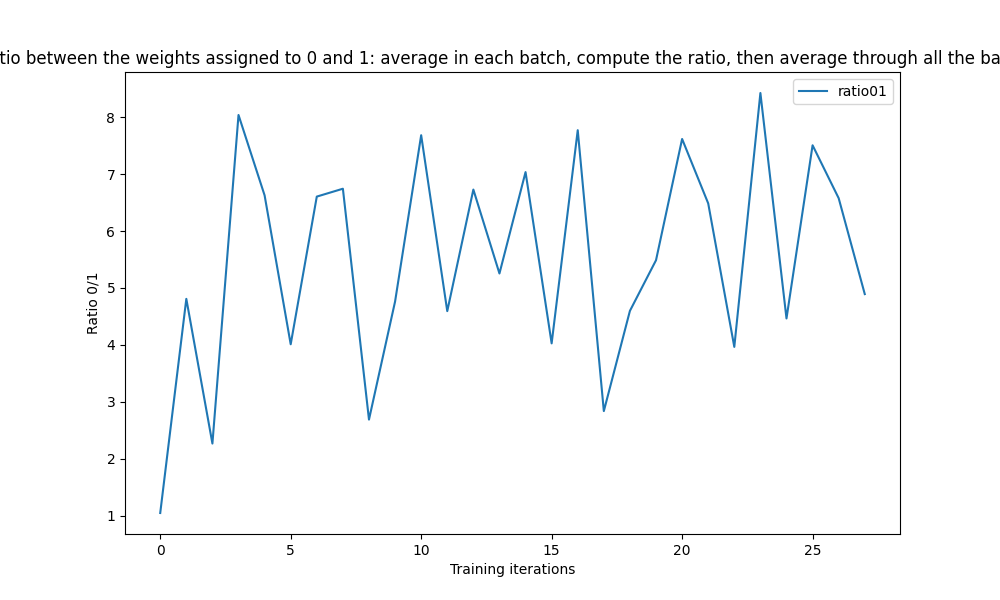 tio between the weights assigned to 0 and 1: average in each batch, compute the ratio, then average through all the ba
ratio01
8
7
6
5
4
3
2
1
Ratio 0/1
0 5 10 15 20 25
Training iterations